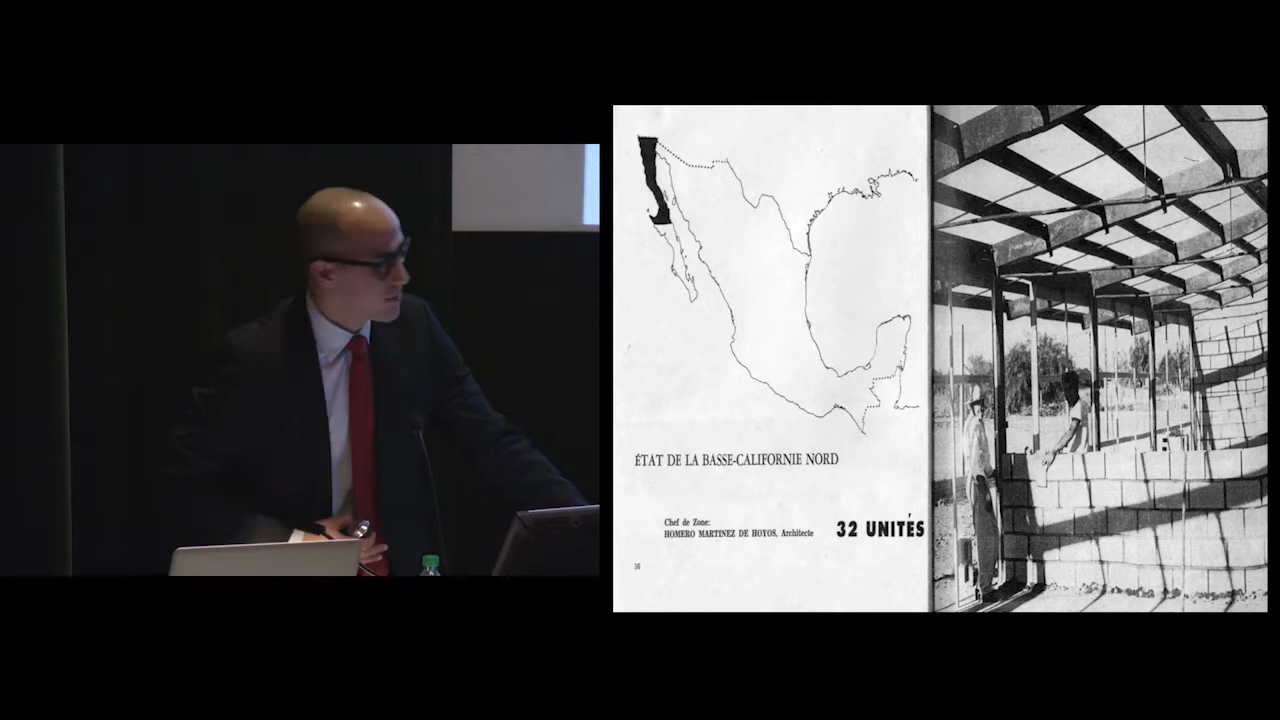 ÉTAT DE LA BASSE-CALIFORNIE NORD
Chef de Zone:
HOMERO MARTINEZ DE HOYOS, Architecte
32 UNITÉS
16